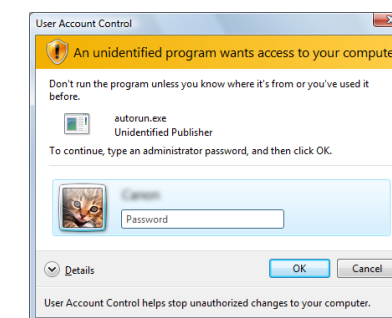 User Account Control
An unidentified program wants access to your compute
Don't run the program unless you know where it's from or you've used it
before.
autorun.exe
Unidentified Publisher
To continue, type an administrator password, and then click OK.
Password
Details
OK
Cancel
User Account Control helps stop unauthorized changes to your computer.